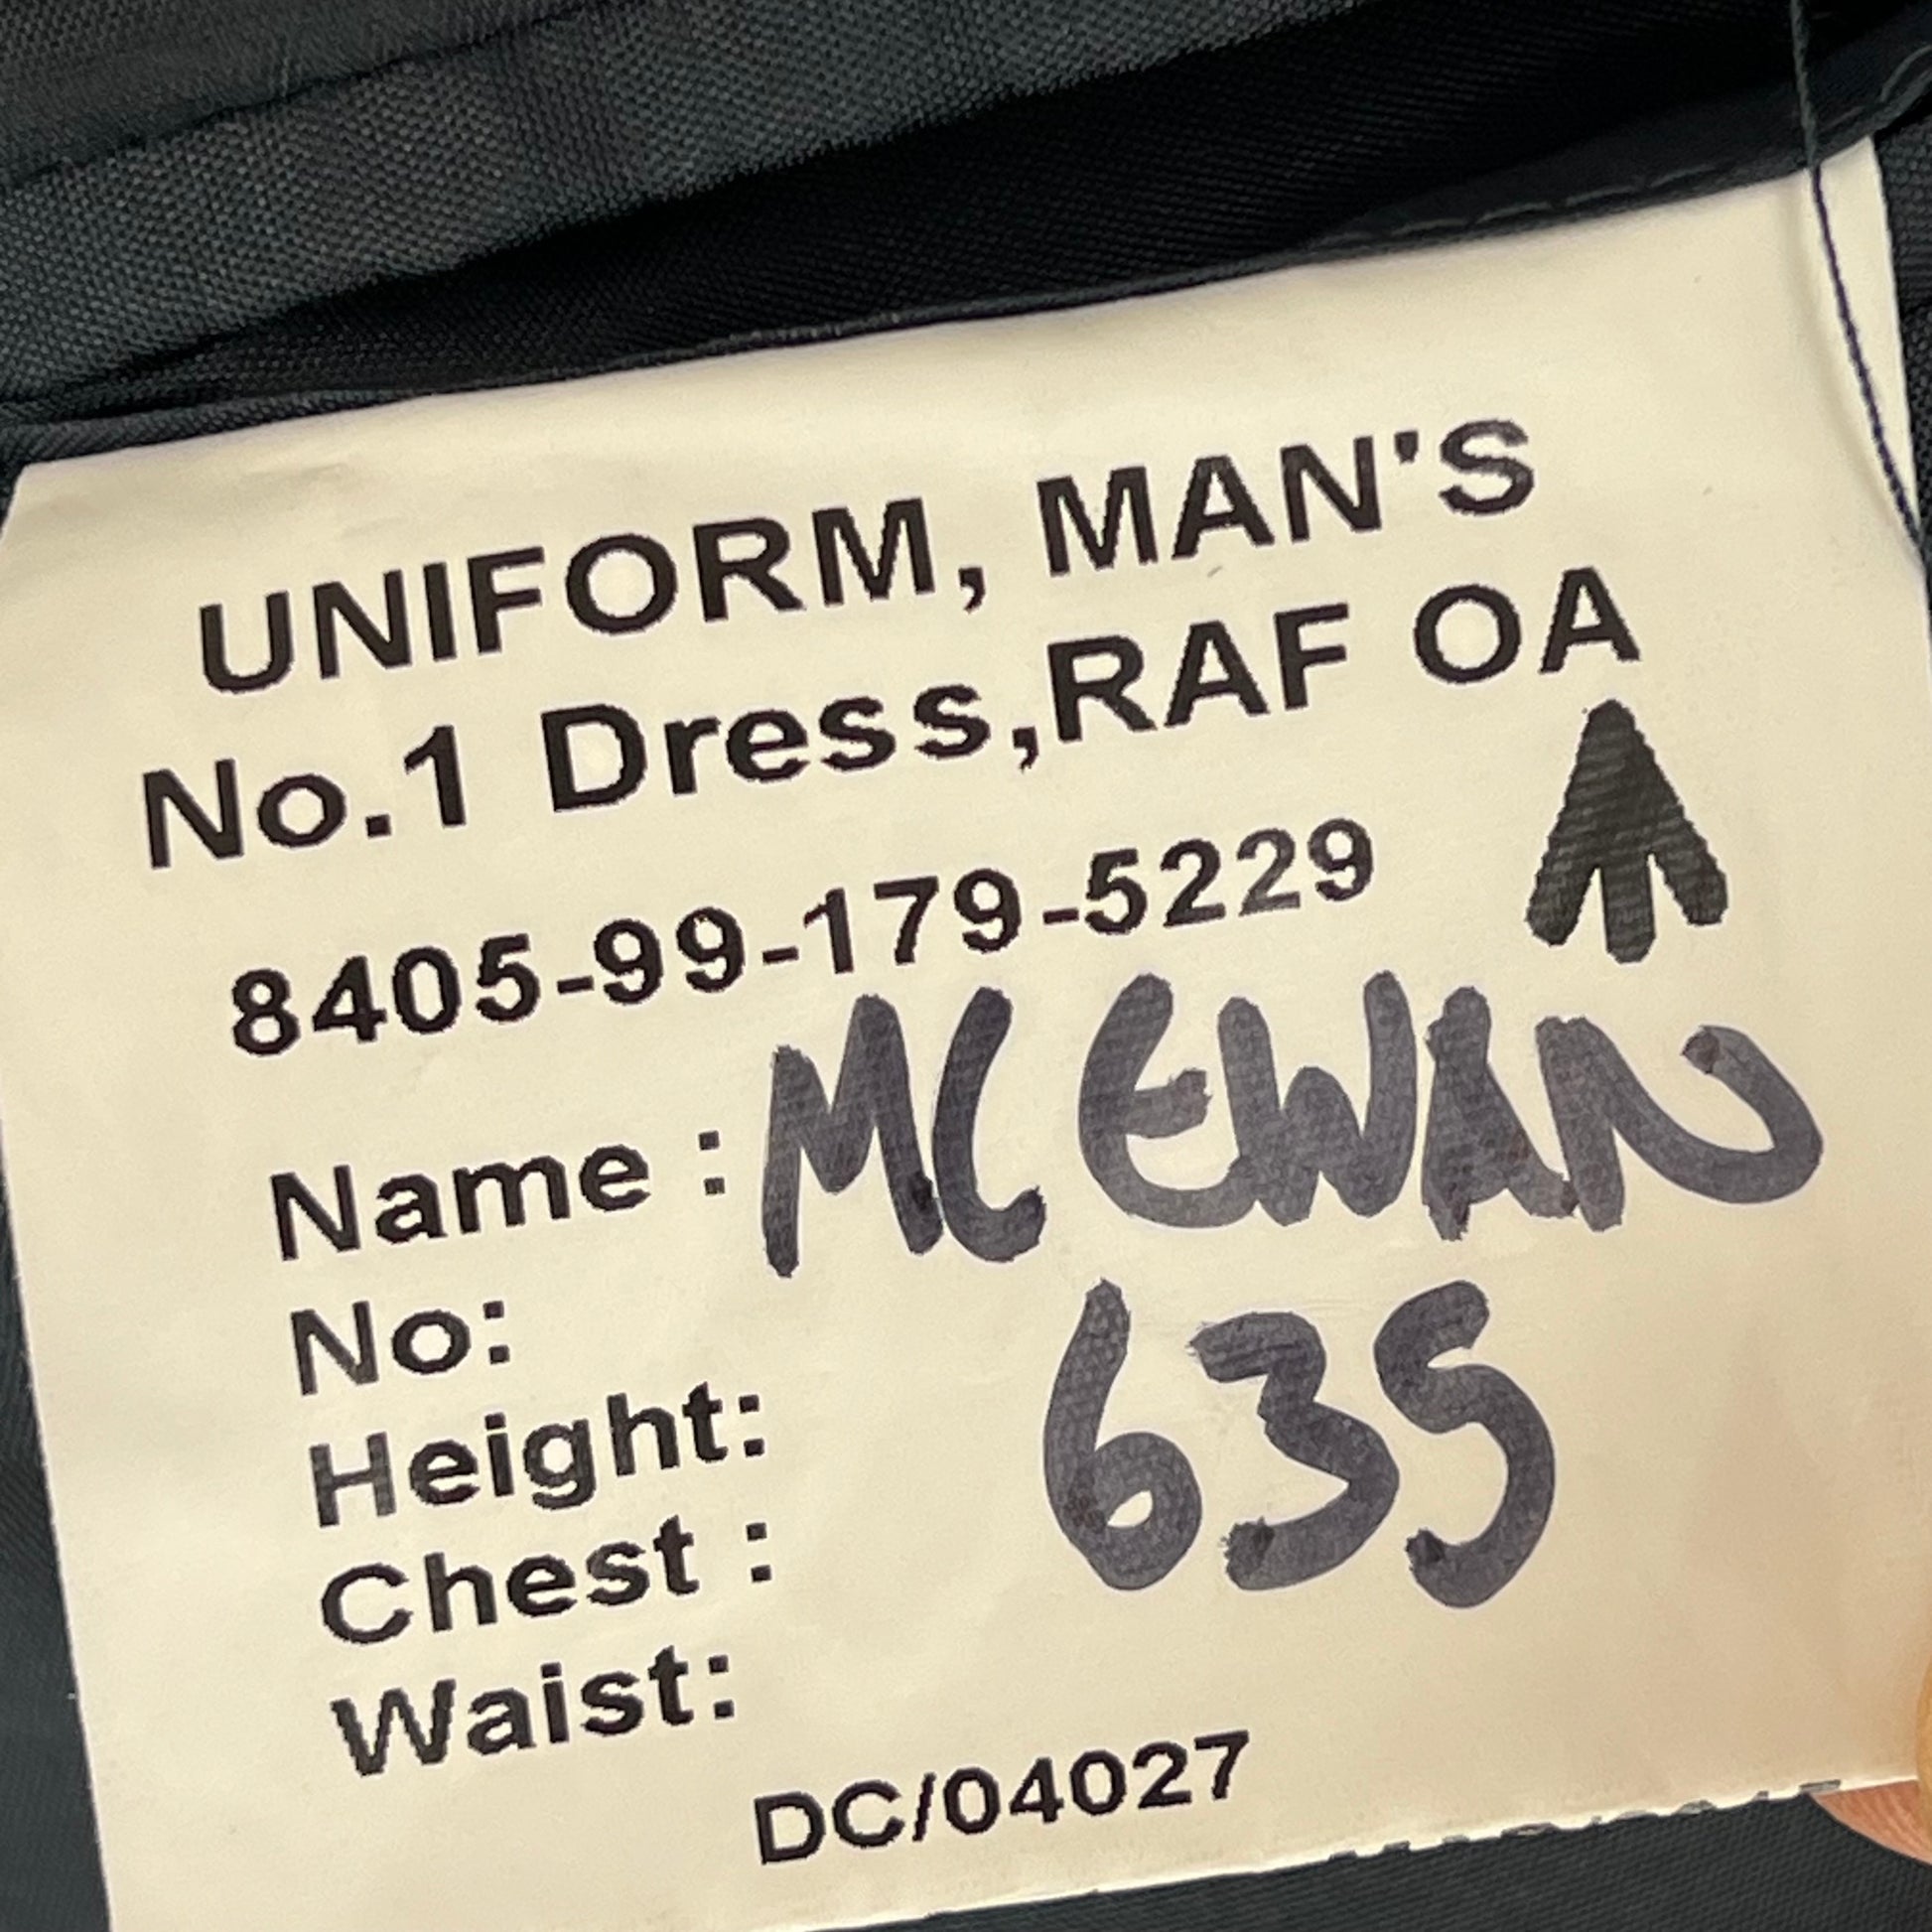 UNIFORM, MAN'S
No.1 Dress,RAF OA
8405-99-179-5229
Name : MC EWAN
No:
635
Height:
Chest :
Waist:
DC/04027